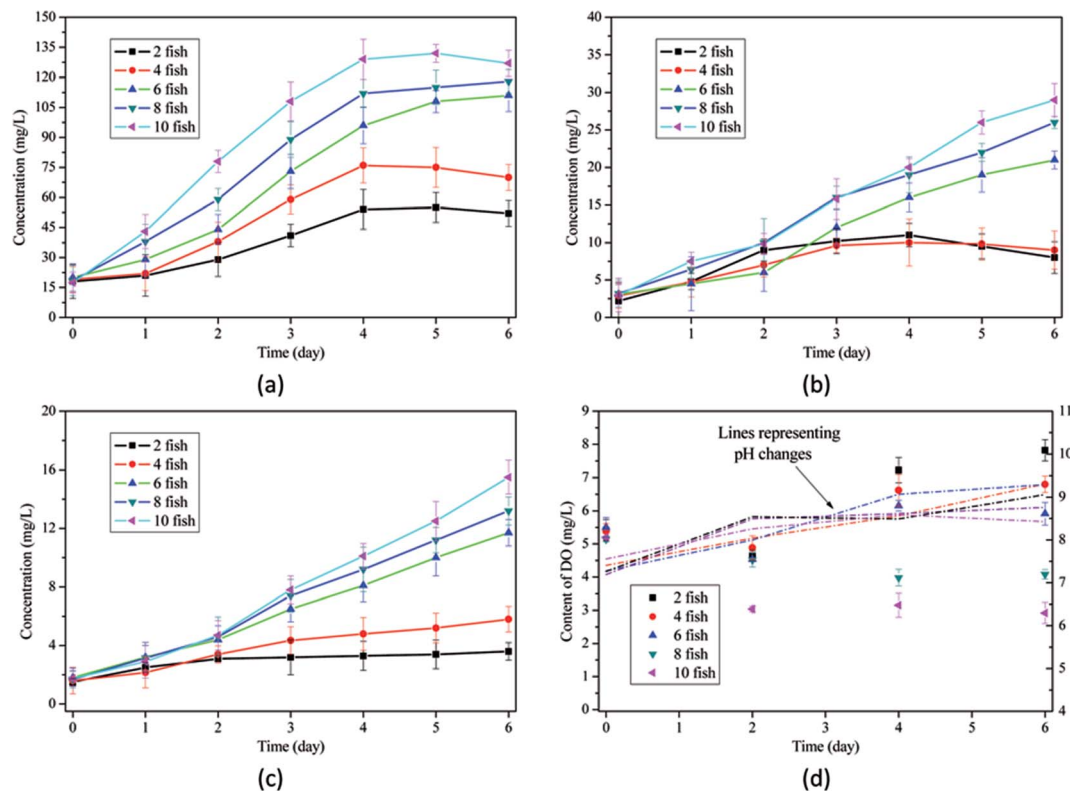 150
135
120
105
90
75
60
45
30
15
0
Concentration (mg/L)
2 fish
4 fish
6 fish
8 fish
10 fish
0 1 2 3 4 5 6
Time (day)
(a)
40
35
30
25
20
15
10
5
0
Concentration (mg/L)
2 fish
4 fish
6 fish
8 fish
10 fish
0 1 2 3 4 5 6
Time (day)
(b)
20
16
12
8
4
0
Concentration (mg/L)
2 fish
4 fish
6 fish
8 fish
10 fish
0 1 2 3 4 5 6
Time (day)
(c)
9
8
7
6
5
4
3
2
1
0
Content of DO (mg/L)
Lines representing
pH changes
2 fish
4 fish
6 fish
8 fish
10 fish
11
10
9
8
7
6
5
4
0 1 2 3 4 5 6
Time (day)
(d)